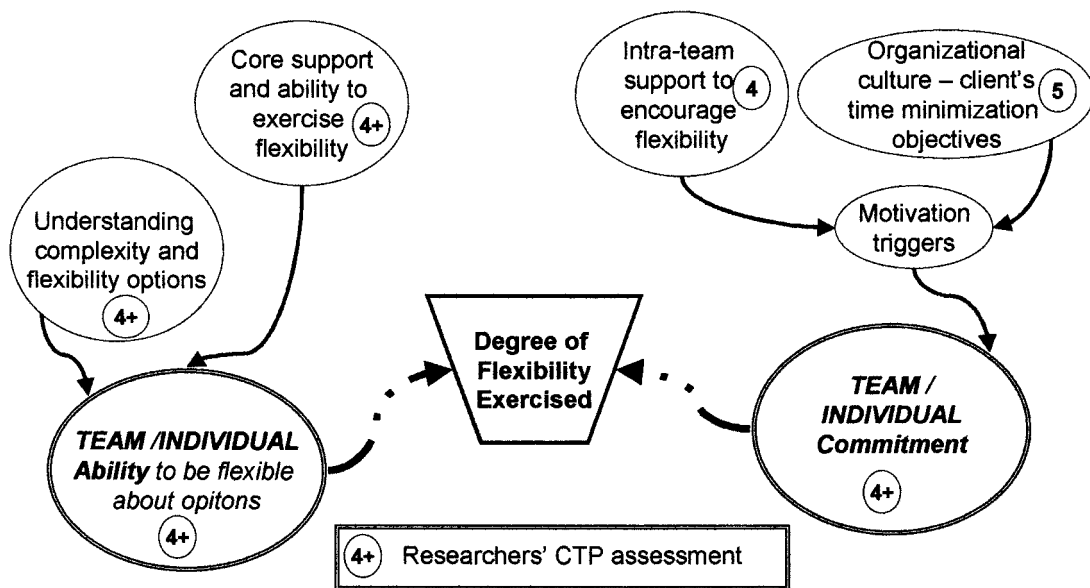 Core support
and ability to
exercise
flexibility
4+
Intra-team
support to
encourage
flexibility
4
Organizational
culture – client's
time minimization
objectives
5
Understanding
complexity and
flexibility options
4+
Motivation
triggers
Degree of
Flexibility
Exercised
TEAM /INDIVIDUAL
Ability to be flexible
about opitons
4+
TEAM /
INDIVIDUAL
Commitment
4+
4+ Researchers' CTP assessment